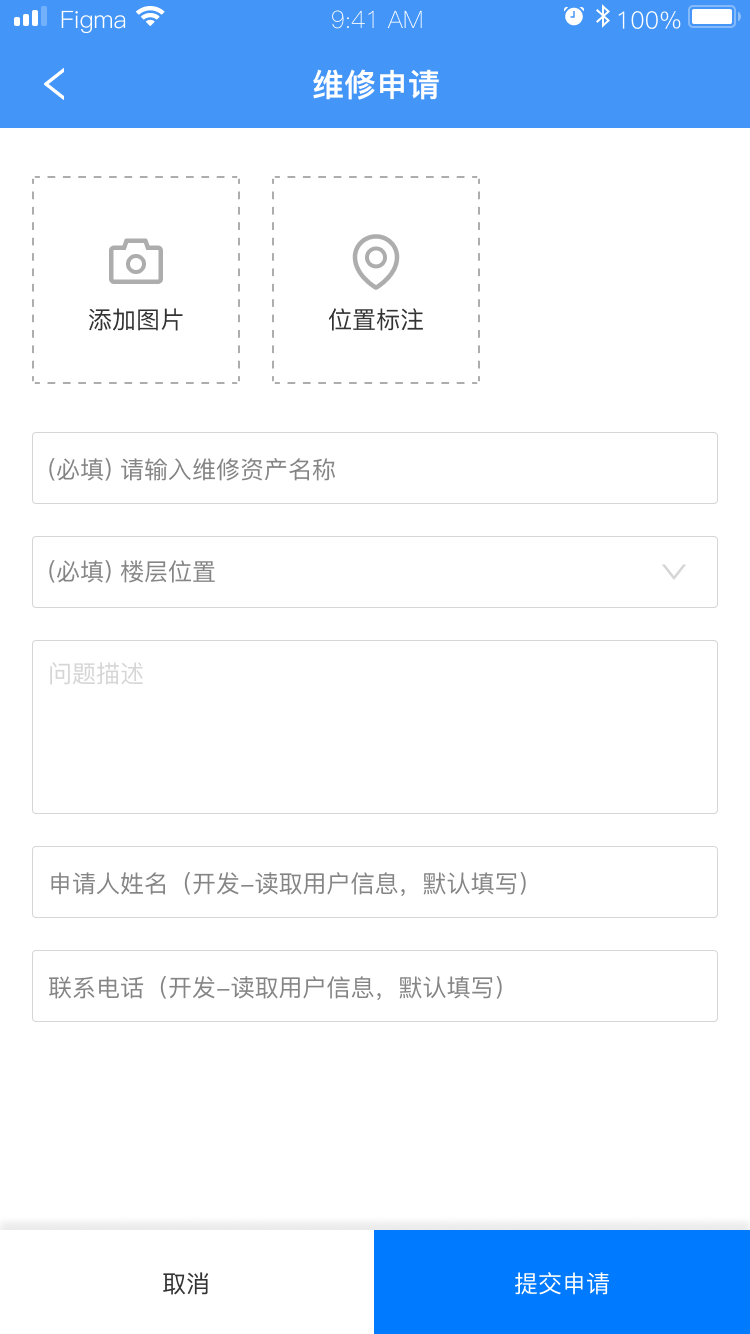 Figma 9:41 AM 100%
维修申请
添加图片 位置标注
(必填) 请输入维修资产名称
(必填) 楼层位置
问题描述
申请人姓名（开发-读取用户信息，默认填写）
联系电话（开发-读取用户信息，默认填写）
取消 提交申请